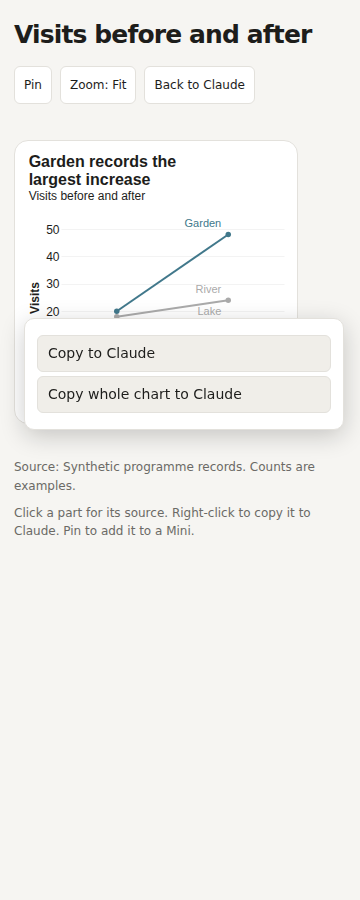 Visits before and after
Pin
Zoom: Fit
Back to Claude
Garden records the
largest increase
Visits before and after
50
40
30
20
Visits
Garden
River
Lake
Copy to Claude
Copy whole chart to Claude
Source: Synthetic programme records. Counts are
examples.
Click a part for its source. Right-click to copy it to
Claude. Pin to add it to a Mini.